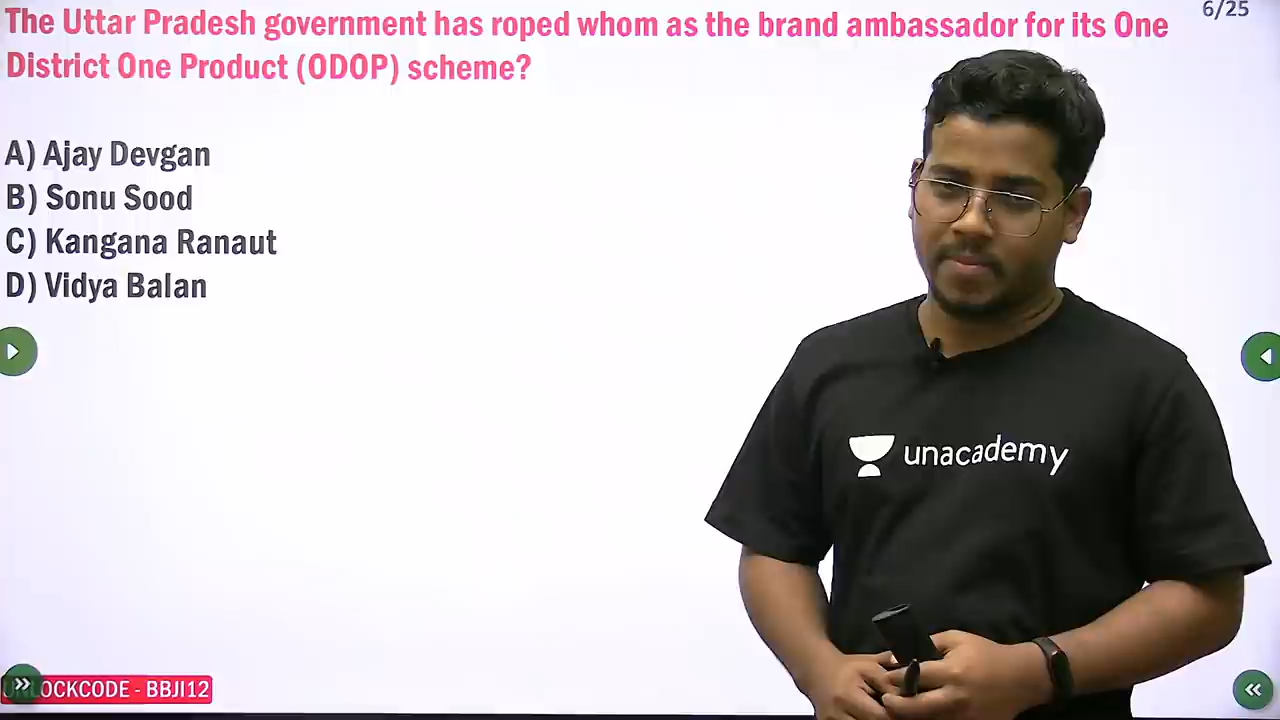 The Uttar Pradesh government has roped whom as the brand ambassador for its One
6/25
District One Product (ODOP) scheme?
A) Ajay Devgan
B) Sonu Sood
C) Kangana Ranaut
D) Vidya Balan
unacademy
LOCKCODE - BBJI12